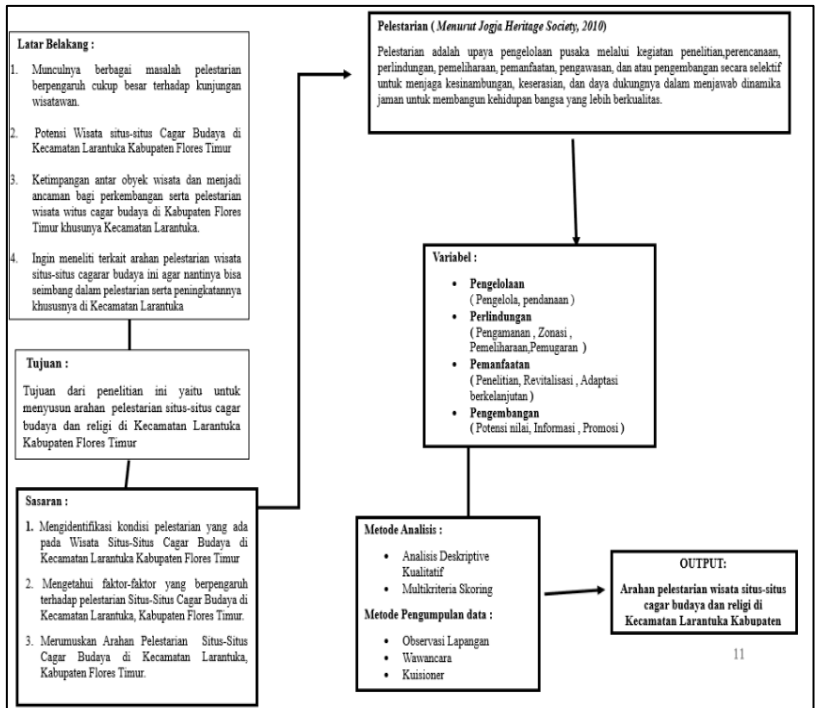 Latar Belakang :
1. Munculnya berbagai masalah pelestarian
berpengaruh cukup besar terhadap kunjungan
wisatawan.
2. Potensi Wisata situs-situs Cagar Budaya di
Kecamatan Larantuka Kabupaten Flores Timur
3. Ketimpangan antar obyek wisata dan menjadi
ancaman bagi perkembangan serta pelestarian
wisata witus cagar budaya di Kabupaten Flores
Timur khusunya Kecamatan Larantuka.
4. Ingin meneliti terkait arahan pelestarian wisata
situs-situs cagarar budaya ini agar nantinya bisa
seimbang dalam pelestarian serta peningkatannya
khususnya di Kecamatan Larantuka
Tujuan :
Tujuan dari penelitian ini yaitu untuk
menyusun arahan pelestarian situs-situs cagar
budaya dan religi di Kecamatan Larantuka
Kabupaten Flores Timur
Sasaran :
1. Mengidentifikasi kondisi pelestarian yang ada
pada Wisata Situs-Situs Cagar Budaya di
Kecamatan Larantuka Kabupaten Flores Timur
2. Mengetahui faktor-faktor yang berpengaruh
terhadap pelestarian Situs-Situs Cagar Budaya di
Kecamatan Larantuka, Kabupaten Flores Timur.
3. Merumuskan Arahan Pelestarian Situs-Situs
Cagar Budaya di Kecamatan Larantuka,
Kabupaten Flores Timur.
Pelestarian ( Menurut Jogja Heritage Society, 2010)
Pelestarian adalah upaya pengelolaan pusaka melalui kegiatan penelitian,perencanaan,
perlindungan, pemeliharaan, pemanfaatan, pengawasan, dan atau pengembangan secara selektif
untuk menjaga kesinambungan, keserasian, dan daya dukungnya dalam menjawab dinamika
jaman untuk membangun kehidupan bangsa yang lebih berkualitas.
Variabel :
• Pengelolaan
( Pengelola, pendanaan )
• Perlindungan
( Pengamanan , Zonasi ,
Pemeliharaan,Pemugaran )
• Pemanfaatan
( Penelitian, Revitalisasi , Adaptasi
berkelanjutan )
• Pengembangan
( Potensi nilai, Informasi , Promosi )
Metode Analisis :
• Analisis Deskriptive
Kualitatif
• Multikriteria Skoring
Metode Pengumpulan data :
• Observasi Lapangan
• Wawancara
• Kuisioner
OUTPUT:
Arahan pelestarian wisata situs-situs
cagar budaya dan religi di
Kecamatan Larantuka Kabupaten
11